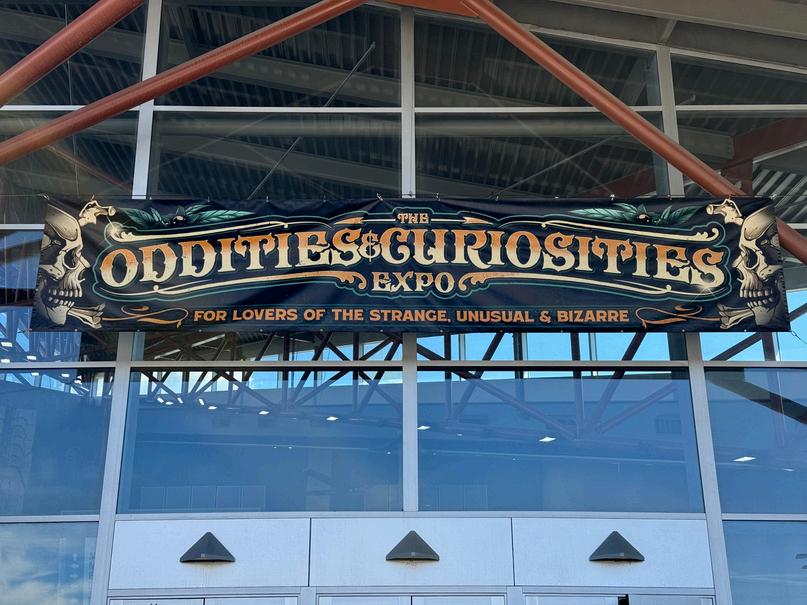 THE
ODDITIES & CURIOSITIES
EXPO
FOR LOVERS OF THE STRANGE, UNUSUAL & BIZARRE